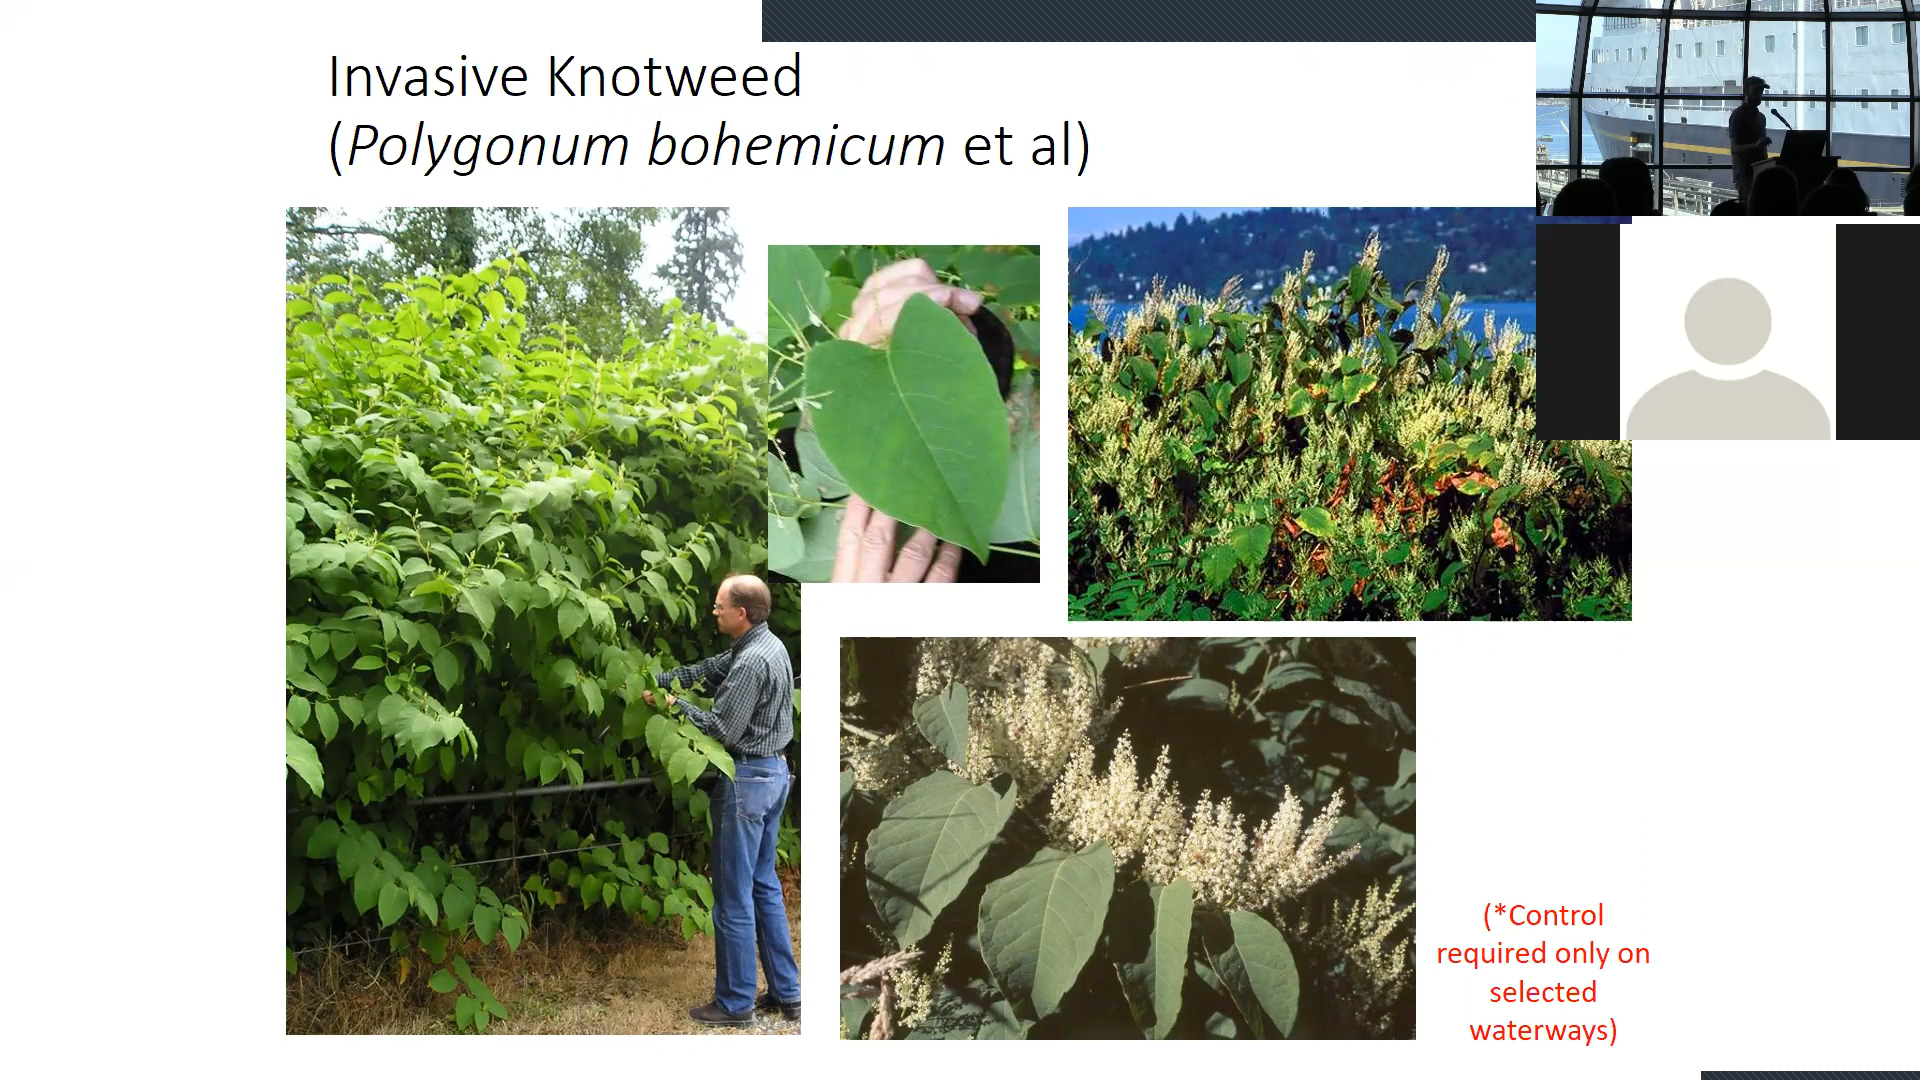 Invasive Knotweed
(Polygonum bohemicum et al)
(*Control
required only on
selected
waterways)